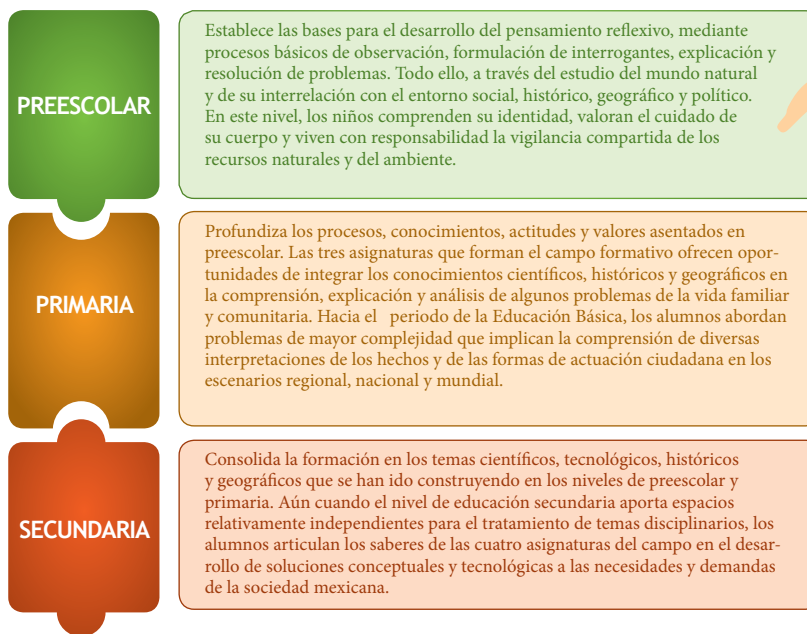 PREESCOLAR
Establece las bases para el desarrollo del pensamiento reflexivo, mediante
procesos básicos de observación, formulación de interrogantes, explicación y
resolución de problemas. Todo ello, a través del estudio del mundo natural
y de su interrelación con el entorno social, histórico, geográfico y político.
En este nivel, los niños comprenden su identidad, valoran el cuidado de
su cuerpo y viven con responsabilidad la vigilancia compartida de los
recursos naturales y del ambiente.
PRIMARIA
Profundiza los procesos, conocimientos, actitudes y valores asentados en
preescolar. Las tres asignaturas que forman el campo formativo ofrecen opor-
tunidades de integrar los conocimientos científicos, históricos y geográficos en
la comprensión, explicación y análisis de algunos problemas de la vida familiar
y comunitaria. Hacia el periodo de la Educación Básica, los alumnos abordan
problemas de mayor complejidad que implican la comprensión de diversas
interpretaciones de los hechos y de las formas de actuación ciudadana en los
escenarios regional, nacional y mundial.
SECUNDARIA
Consolida la formación en los temas científicos, tecnológicos, históricos
y geográficos que se han ido construyendo en los niveles de preescolar y
primaria. Aún cuando el nivel de educación secundaria aporta espacios
relativamente independientes para el tratamiento de temas disciplinarios, los
alumnos articulan los saberes de las cuatro asignaturas del campo en el desar-
rollo de soluciones conceptuales y tecnológicas a las necesidades y demandas
de la sociedad mexicana.